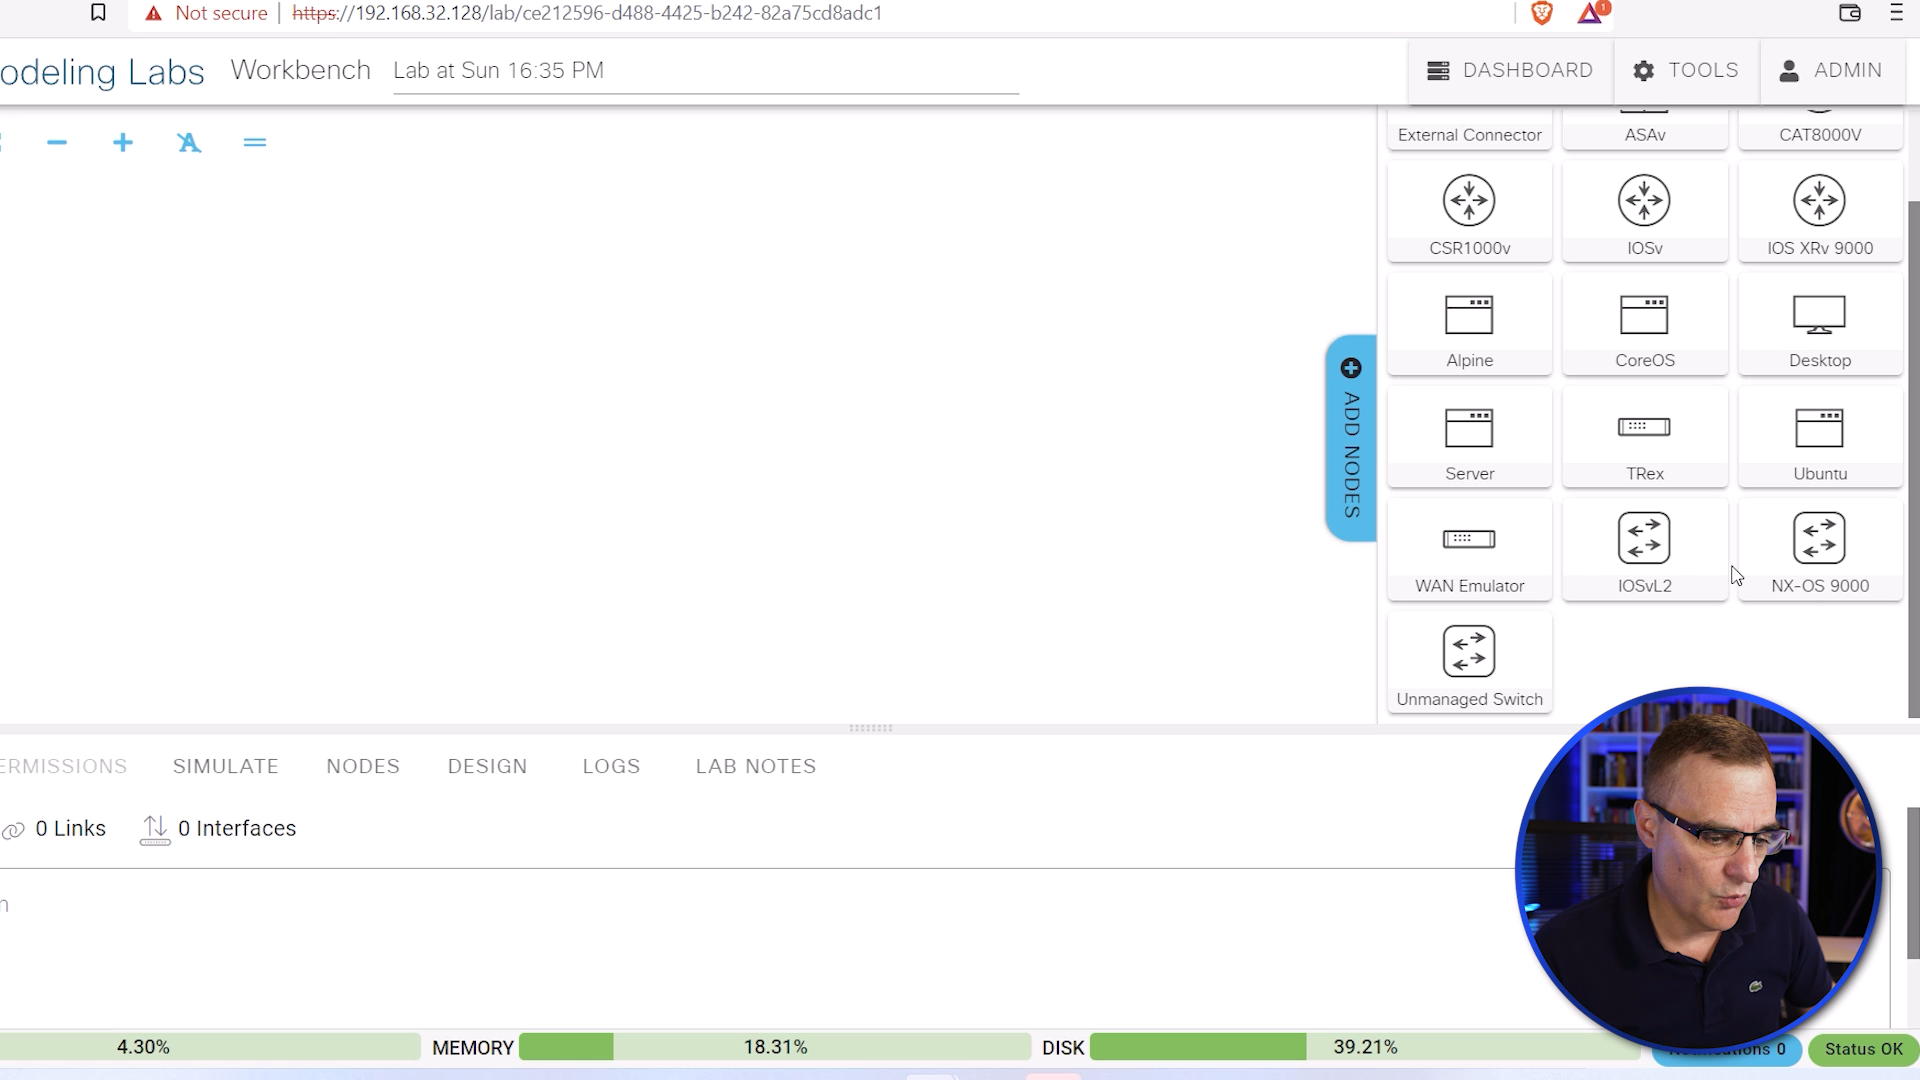 Not secure
https://192.168.32.128/lab/ce212596-d488-4425-b242-82a75cd8adc1
1
odeling Labs
Workbench
Lab at Sun 16:35 PM
DASHBOARD
TOOLS
ADMIN
External Connector
ASAv
CAT8000V
CSR1000v
IOSv
IOS XRv 9000
Alpine
CoreOS
Desktop
ADD NODES
Server
TRex
Ubuntu
WAN Emulator
IOSvL2
NX-OS 9000
Unmanaged Switch
ERMISSIONS
SIMULATE
NODES
DESIGN
LOGS
LAB NOTES
0 Links
0 Interfaces
n
4.30%
MEMORY
18.31%
DISK
39.21%
Notifications 0
Status OK